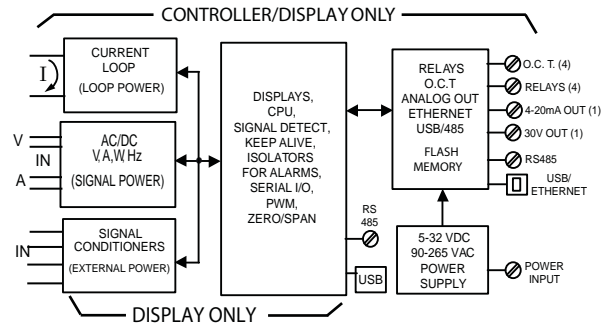 CONTROLLER/DISPLAY ONLY
CURRENT
LOOP
(LOOP POWER)
I
V
IN
A
AC/DC
V,A,W,Hz
(SIGNAL POWER)
IN
SIGNAL
CONDITIONERS
(EXTERNAL POWER)
DISPLAYS,
CPU,
SIGNAL DETECT,
KEEP ALIVE,
ISOLATORS
FOR ALARMS,
SERIAL I/O,
PWM,
ZERO/SPAN
RS
485
USB
RELAYS
O.C.T
ANALOG OUT
ETHERNET
USB/485
FLASH
MEMORY
O.C. T. (4)
RELAYS (4)
4-20mA OUT (1)
30V OUT (1)
RS485
USB/
ETHERNET
5-32 VDC
90-265 VAC
POWER
SUPPLY
POWER
INPUT
DISPLAY ONLY